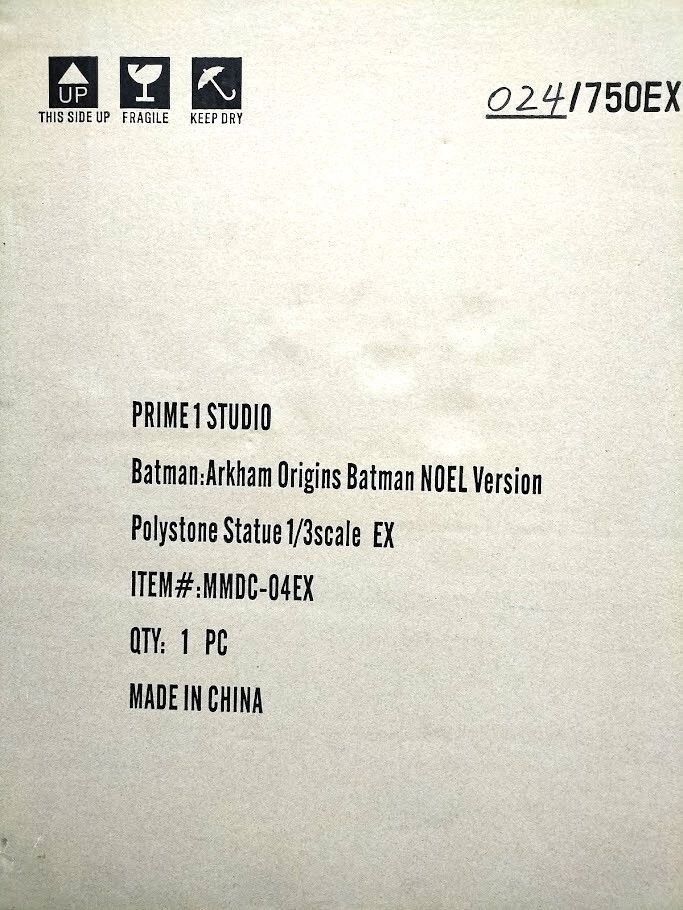 UP
THIS SIDE UP FRAGILE KEEP DRY
024/750EX
PRIME 1 STUDIO
Batman:Arkham Origins Batman NOEL Version
Polystone Statue 1/3scale EX
ITEM#:MMDC-04EX
QTY: 1 PC
MADE IN CHINA